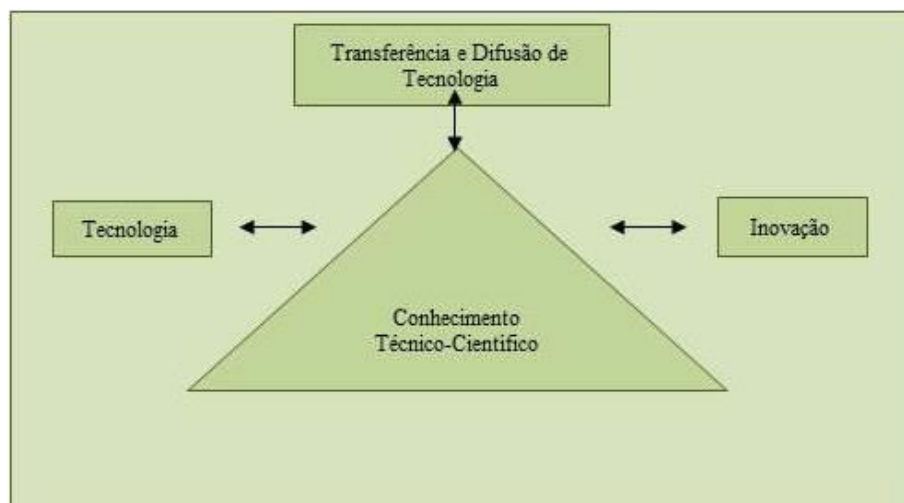 Transferência e Difusão de
Tecnologia
Tecnologia
Inovação
Conhecimento
Técnico-Científico